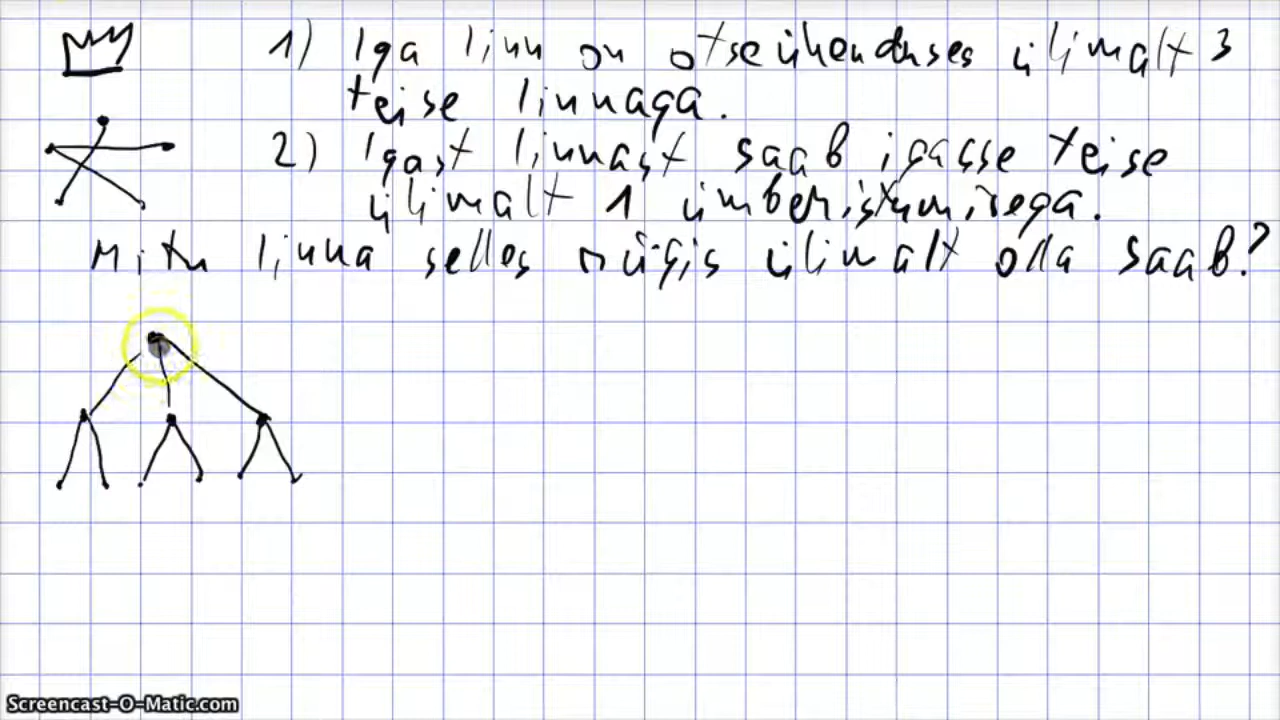 1) Iga linn on otseühenduses ülimalt 3
teise linnaga.
2) Igast linnast saab igasse teise
ülimalt 1 ümberistumisega.
Mitu linna selles riigis ülimalt olla saab?
Screencast-O-Matic.com